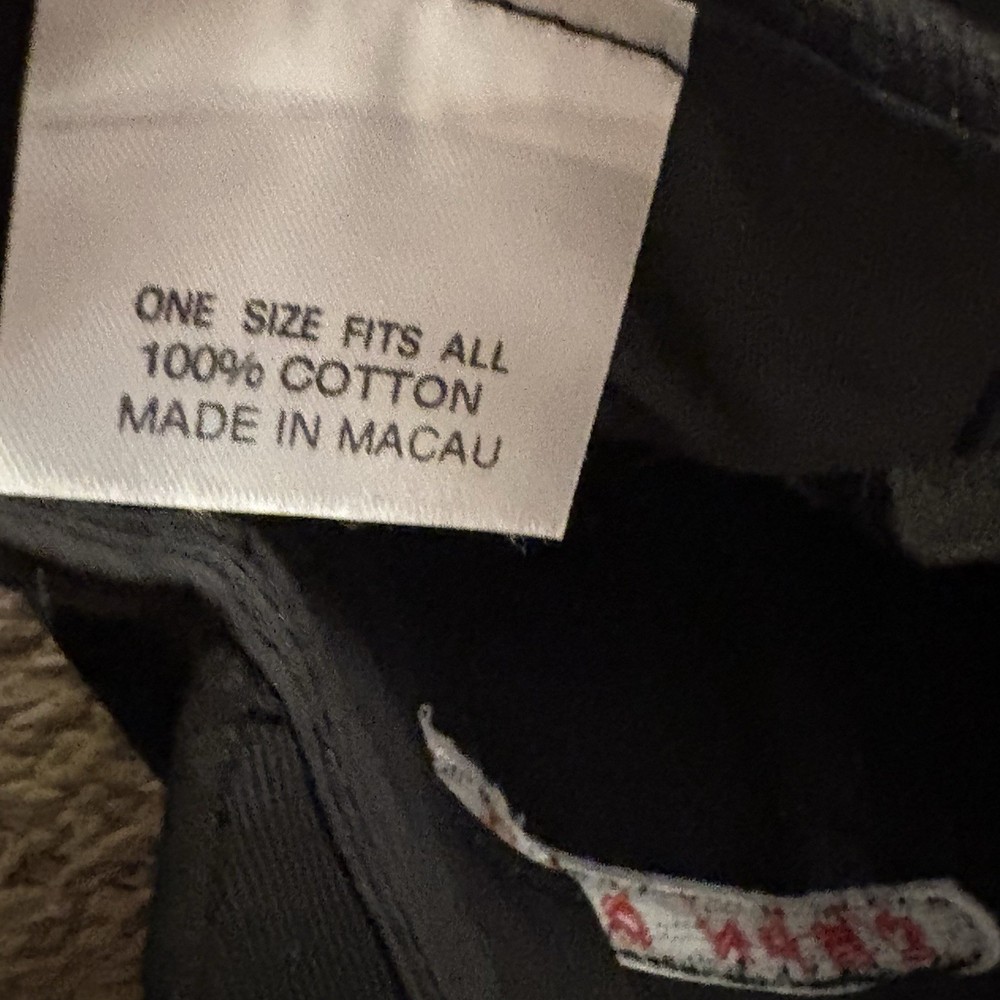 ONE SIZE FITS ALL
100% COTTON
MADE IN MACAU